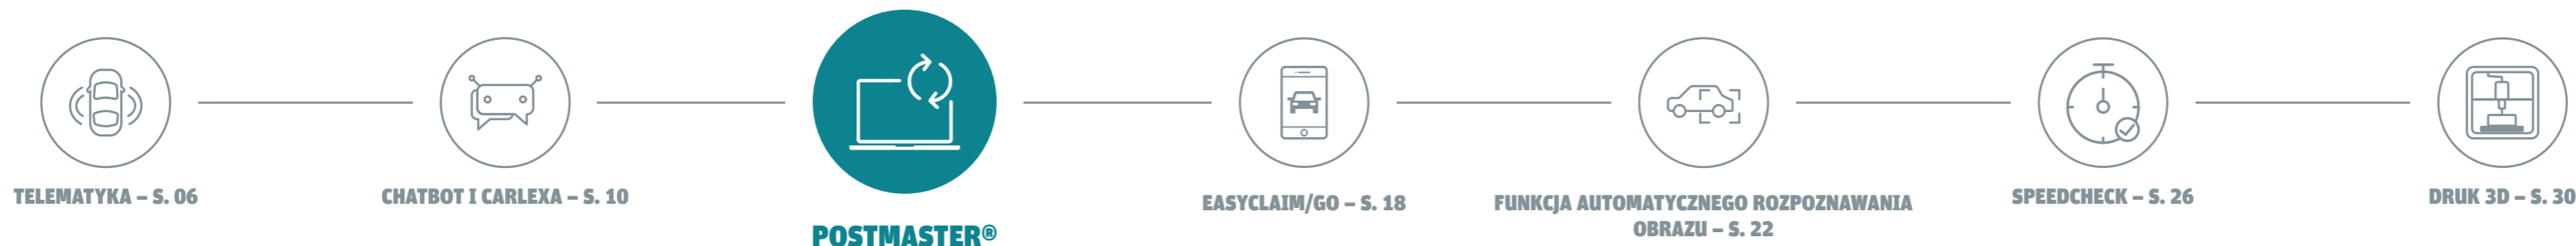 TELEMATYKA – S. 06
CHATBOT I CARLEXA – S. 10
POSTMASTER®
EASYCLAIM/GO – S. 18
FUNKCJA AUTOMATYCZNEGO ROZPOZNAWANIA
OBRAZU – S. 22
SPEEDCHECK – S. 26
DRUK 3D – S. 30